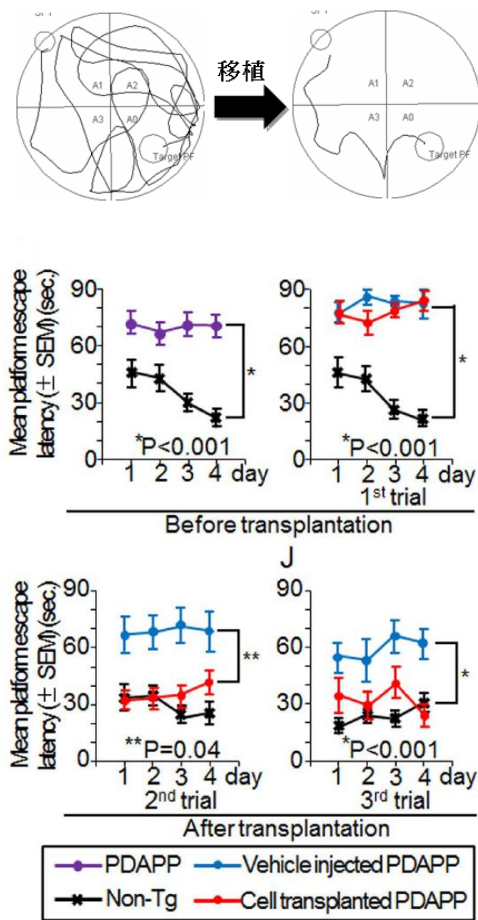 A1 A2
A3 A0
Target PF
移植
A1 A2
A3 A0
Target PF
Mean platform escape
latency (± SEM) (sec.)
90
60
30
0
*
*P<0.001
1 2 3 4 day
90
60
30
0
*
*P<0.001
1 2 3 4 day
1st trial
Before transplantation
J
Mean platform escape
latency (± SEM) (sec.)
90
60
30
0
**
**P=0.04
1 2 3 4 day
2nd trial
90
60
30
0
*
*P<0.001
1 2 3 4 day
3rd trial
After transplantation
PDAPP
Vehicle injected PDAPP
Non-Tg
Cell transplanted PDAPP